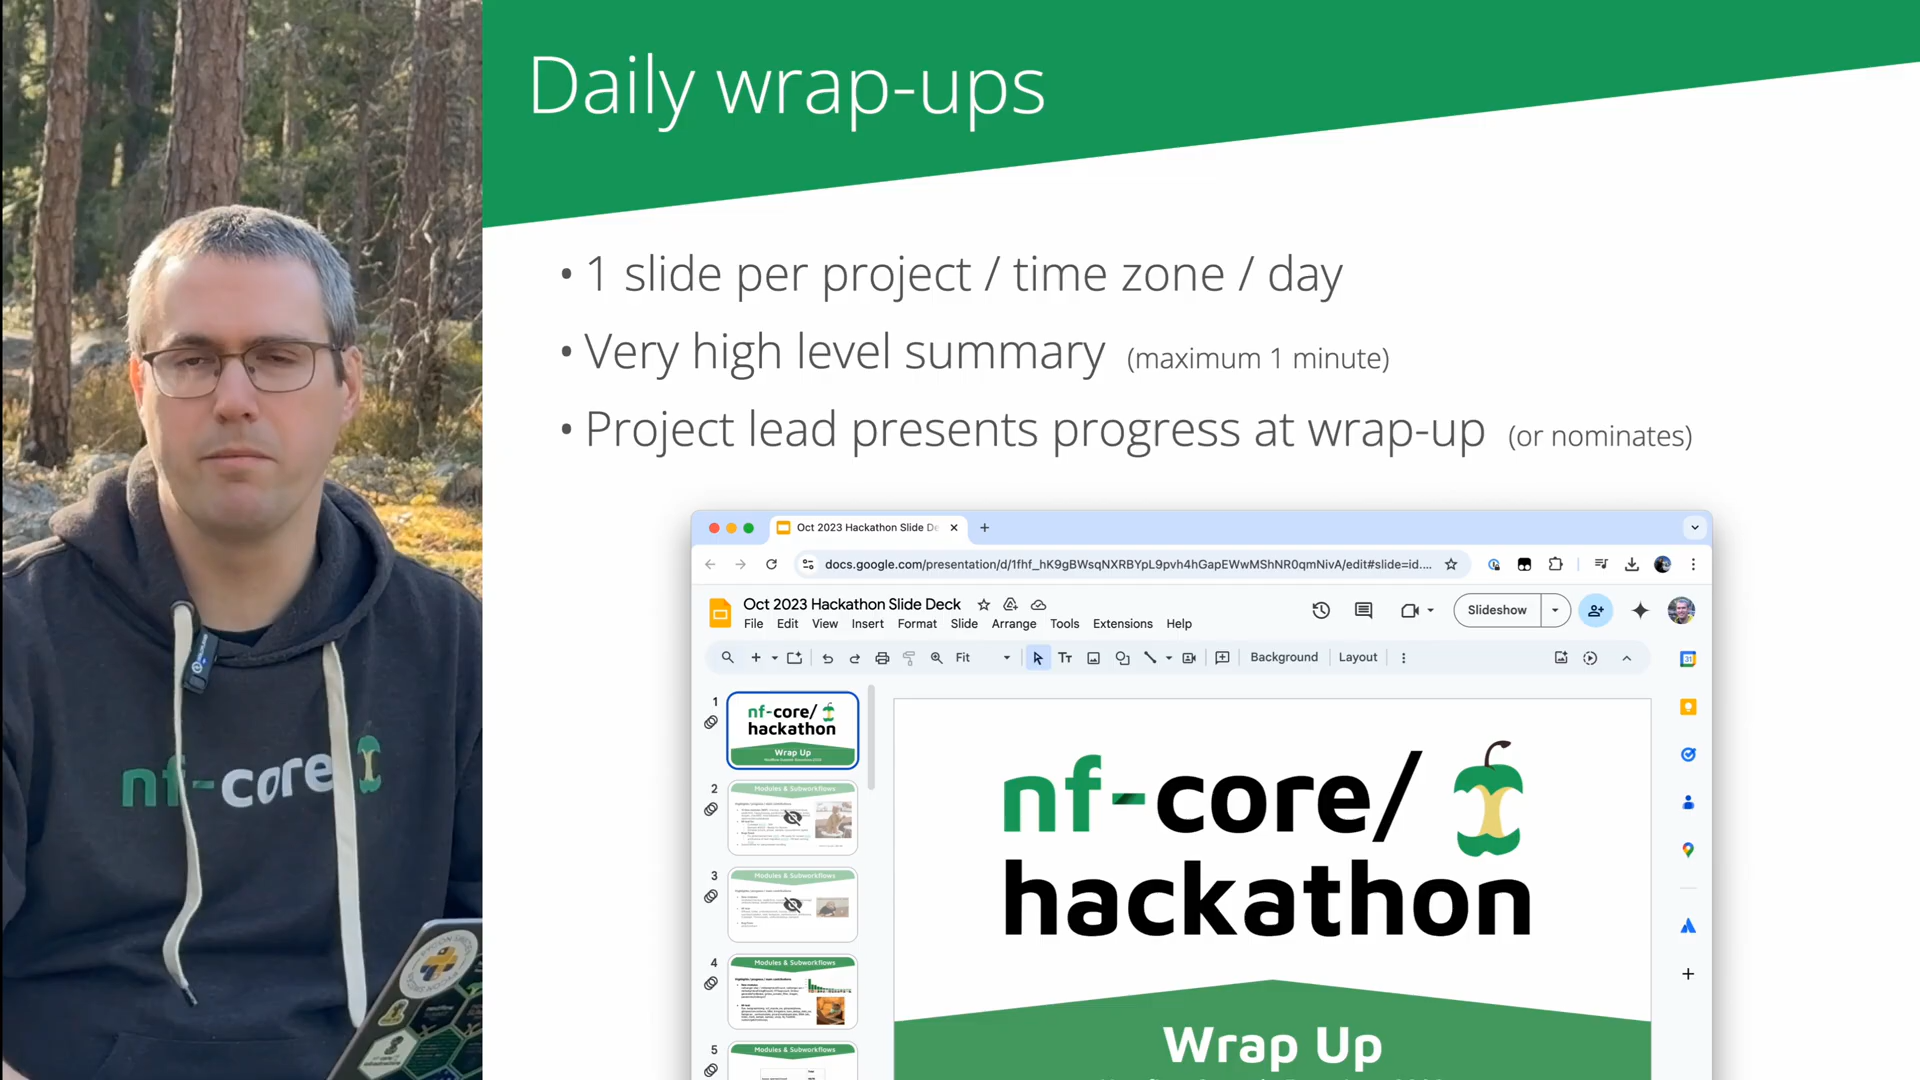 Daily wrap-ups
• 1 slide per project / time zone / day
• Very high level summary (maximum 1 minute)
• Project lead presents progress at wrap-up (or nominates)
Oct 2023 Hackathon Slide De
docs.google.com/presentation/d/1fhf_hK9gBWsqNXRBYpL9pvh4hGapEWwMShNR0qmNivA/edit#slide=id....
Oct 2023 Hackathon Slide Deck
File Edit View Insert Format Slide Arrange Tools Extensions Help
Slideshow
Fit
Background Layout
1
nf-core/
hackathon
Wrap Up
2
Modules & Subworkflows
3
Modules & Subworkflows
4
Modules & Subworkflows
5
Modules & Subworkflows
nf-core/
hackathon
Wrap Up
nf-core